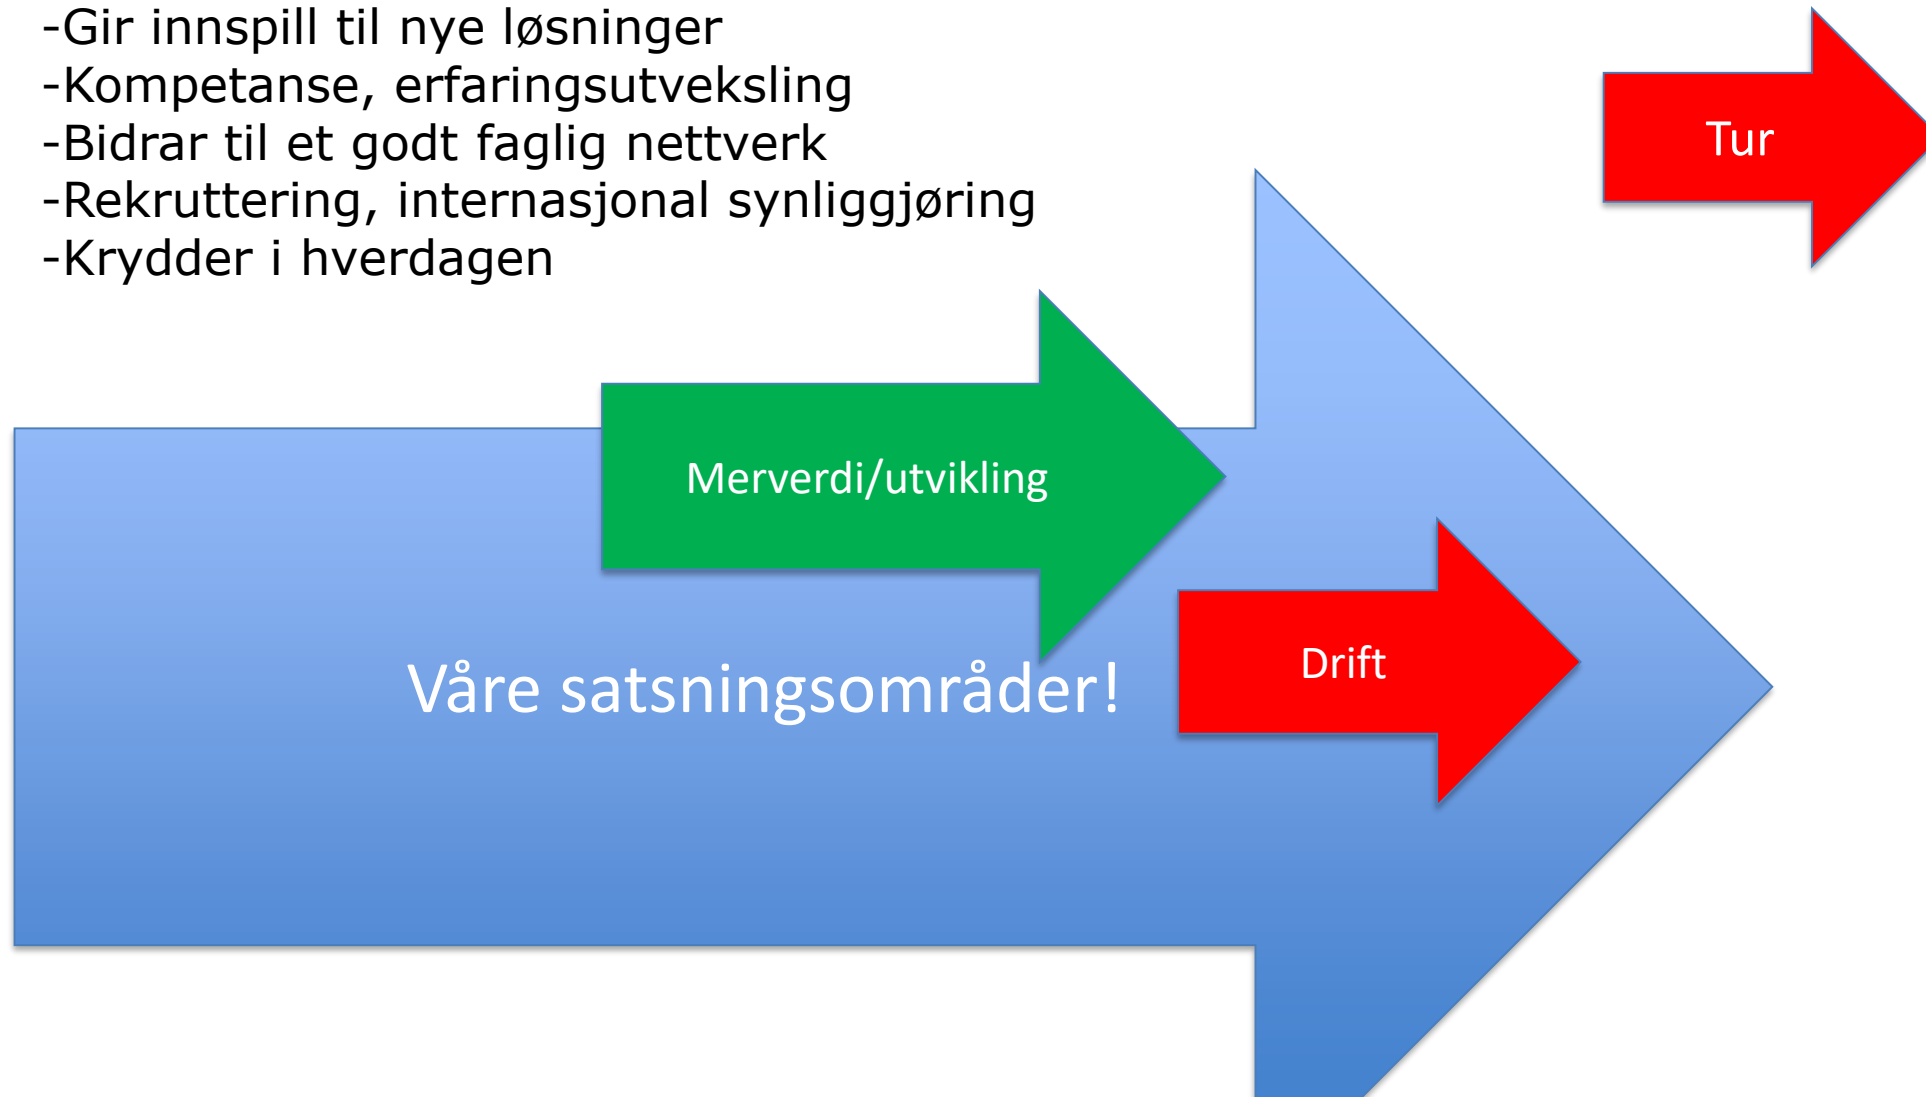 -Gir innspill til nye løsninger
-Kompetanse, erfaringsutveksling
-Bidrar til et godt faglig nettverk
-Rekruttering, internasjonal synliggjøring
-Krydder i hverdagen
Tur
Merverdi/utvikling
Drift
Våre satsningsområder!